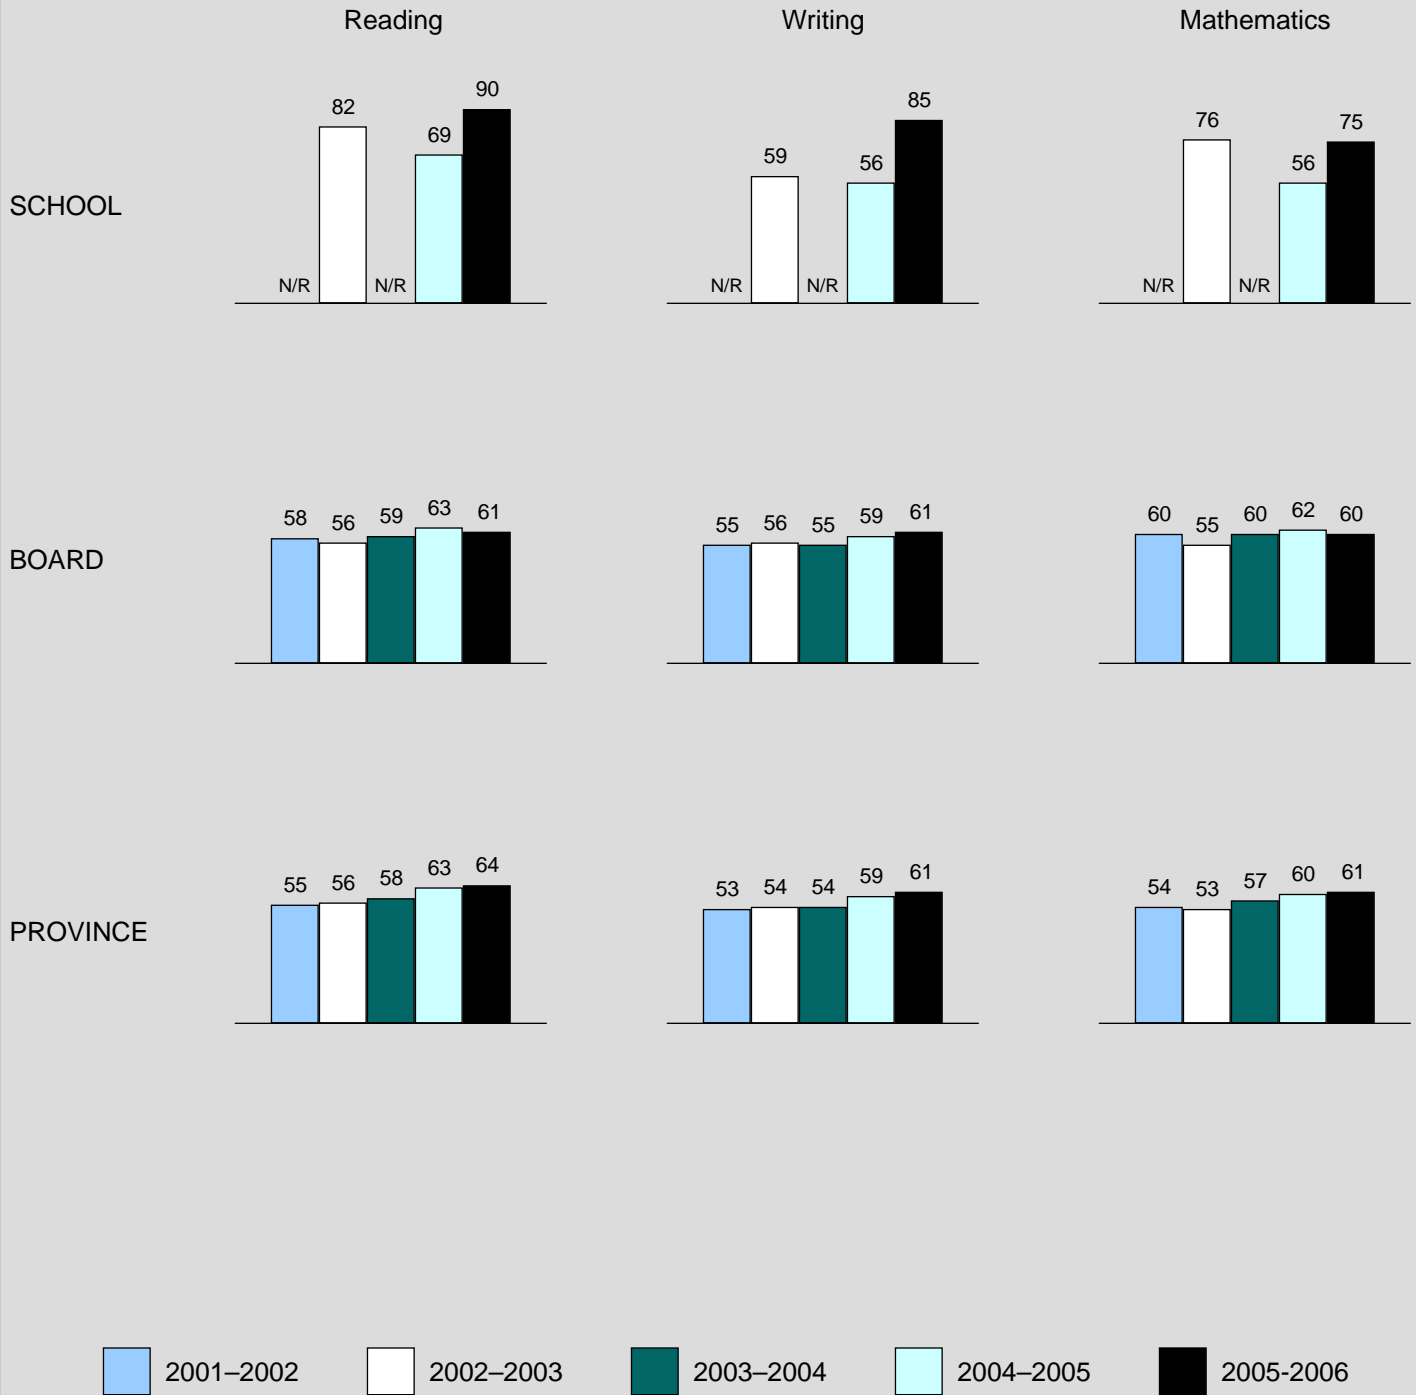 Reading Writing Mathematics
SCHOOL
82 69 90
N/R N/R
59 56 85
N/R N/R
76 56 75
N/R N/R
BOARD
58 56 59 63 61
55 56 55 59 61
60 55 60 62 60
PROVINCE
55 56 58 63 64
53 54 54 59 61
54 53 57 60 61
2001–2002 2002–2003 2003–2004 2004–2005 2005-2006